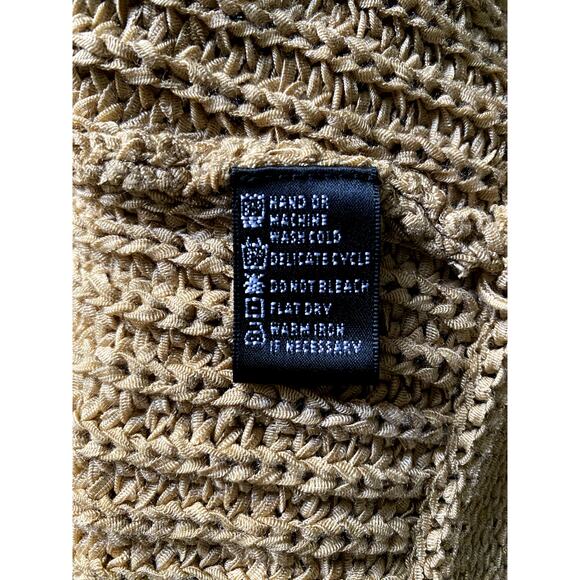 HAND OR
MACHINE
WASH COLD
DELICATE CYCLE
DO NOT BLEACH
FLAT DRY
WARM IRON
IF NECESSARY